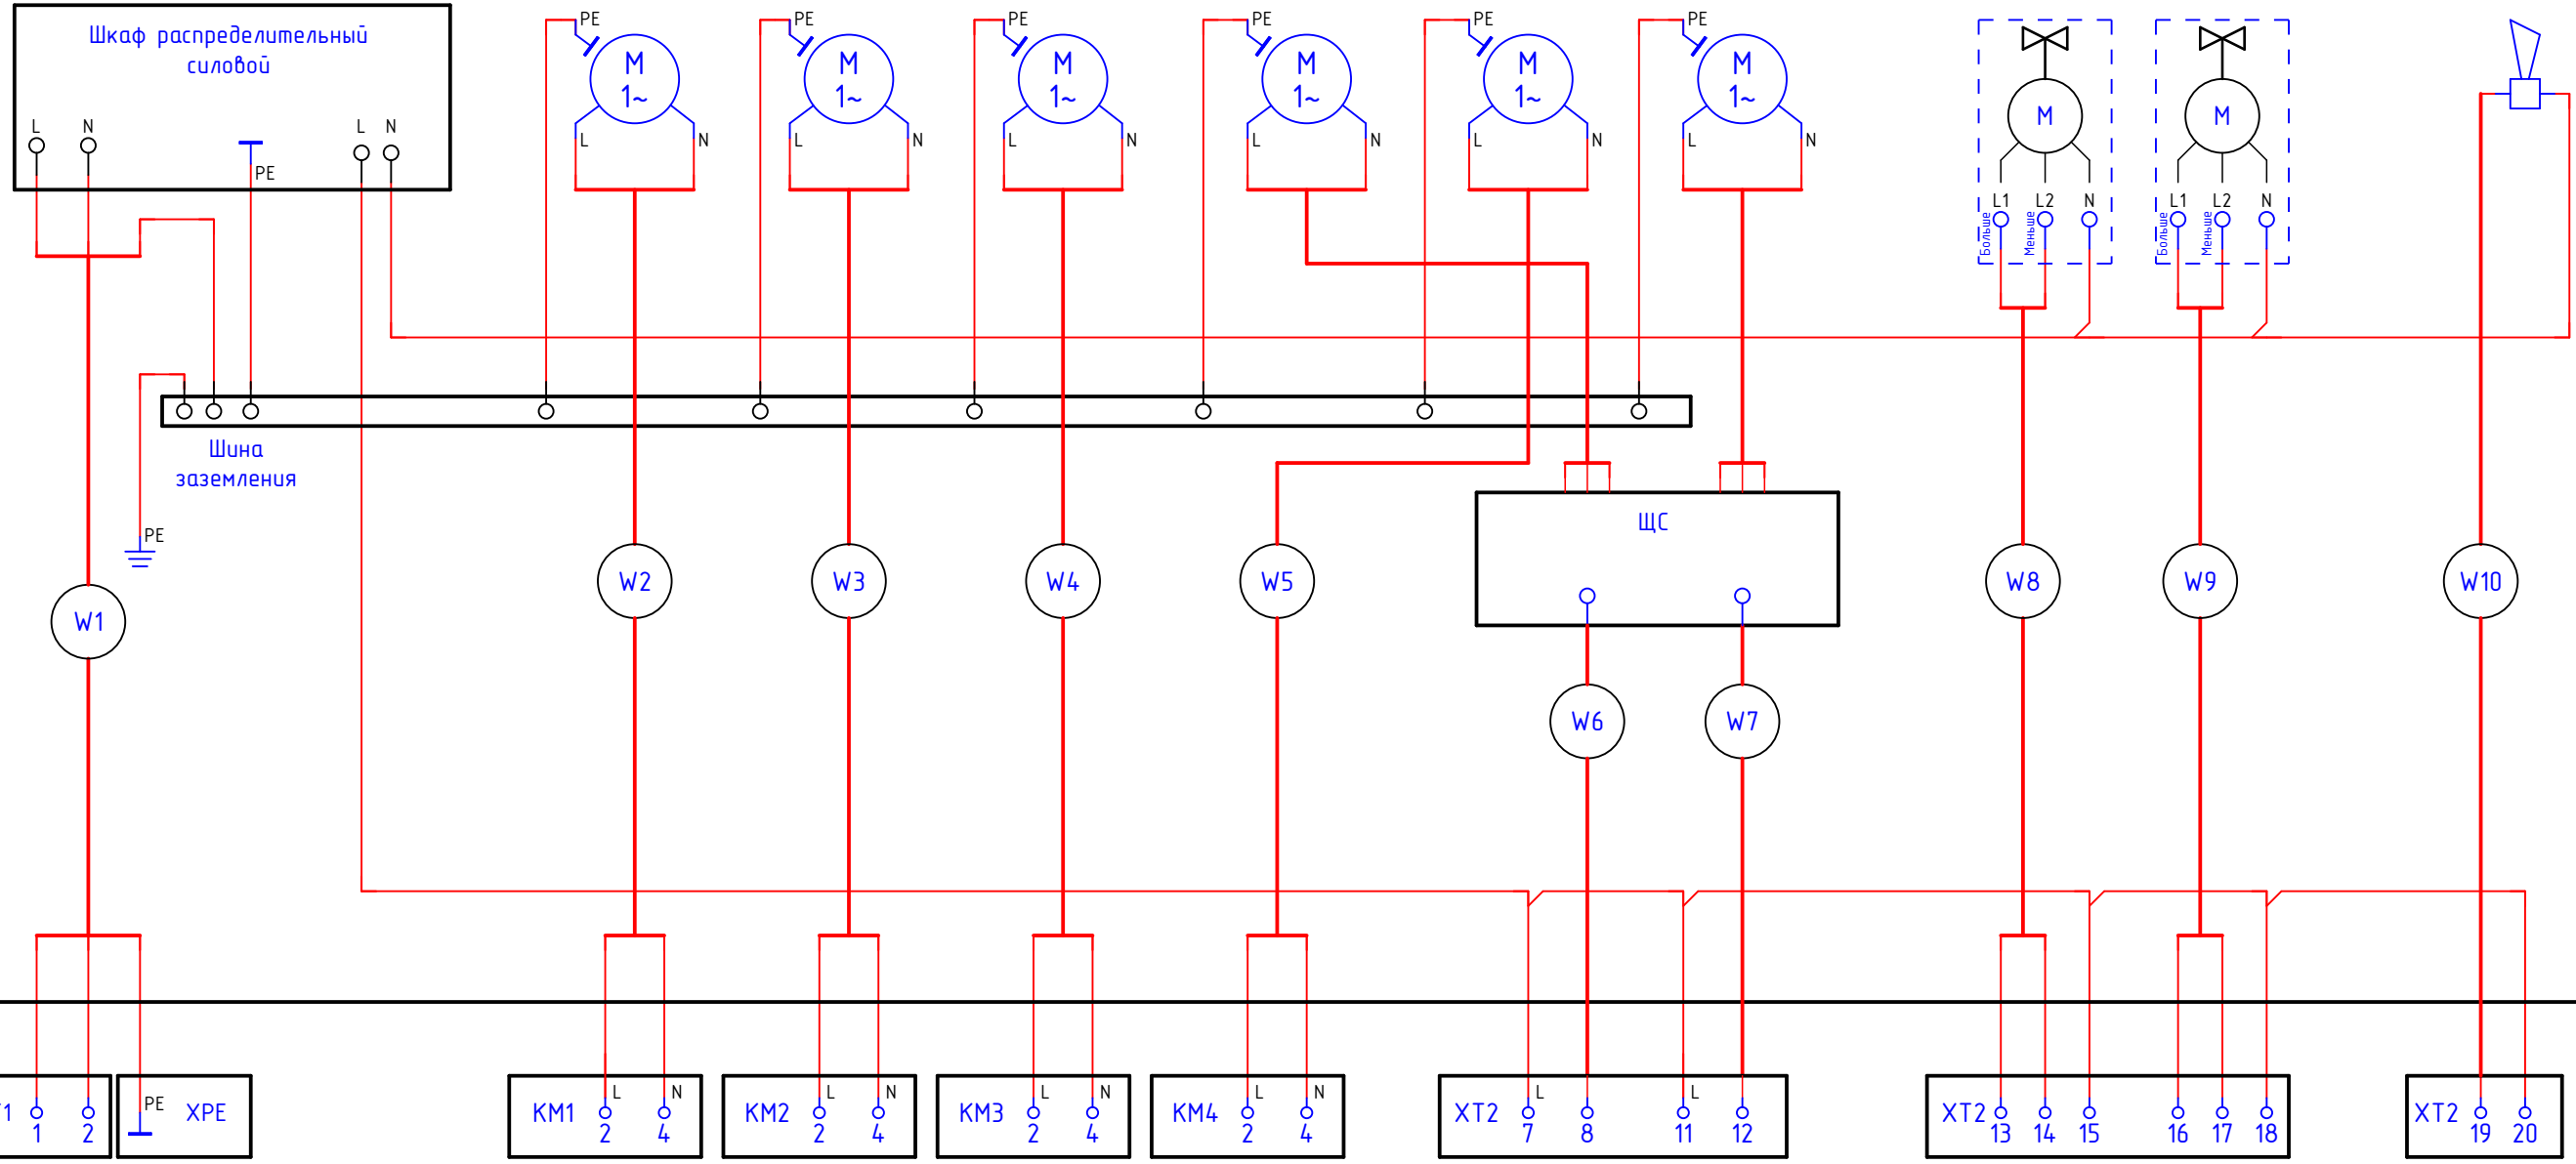 Шкаф распределительный
силовой
L N PE L N
PE M 1~ L N
PE M 1~ L N
PE M 1~ L N
PE M 1~ L N
PE M 1~ L N
PE M 1~ L N
M
L1 L2 N
Больше Меньше
M
L1 L2 N
Больше Меньше
Шина
заземления
PE
ЩС
W1
W2
W3
W4
W5
W6
W7
W8
W9
W10
1 1 2
PE XPE
KM1 L N
2 4
KM2 L N
2 4
KM3 L N
2 4
KM4 L N
2 4
XT2 L L
7 8 11 12
XT2
13 14 15 16 17 18
XT2
19 20